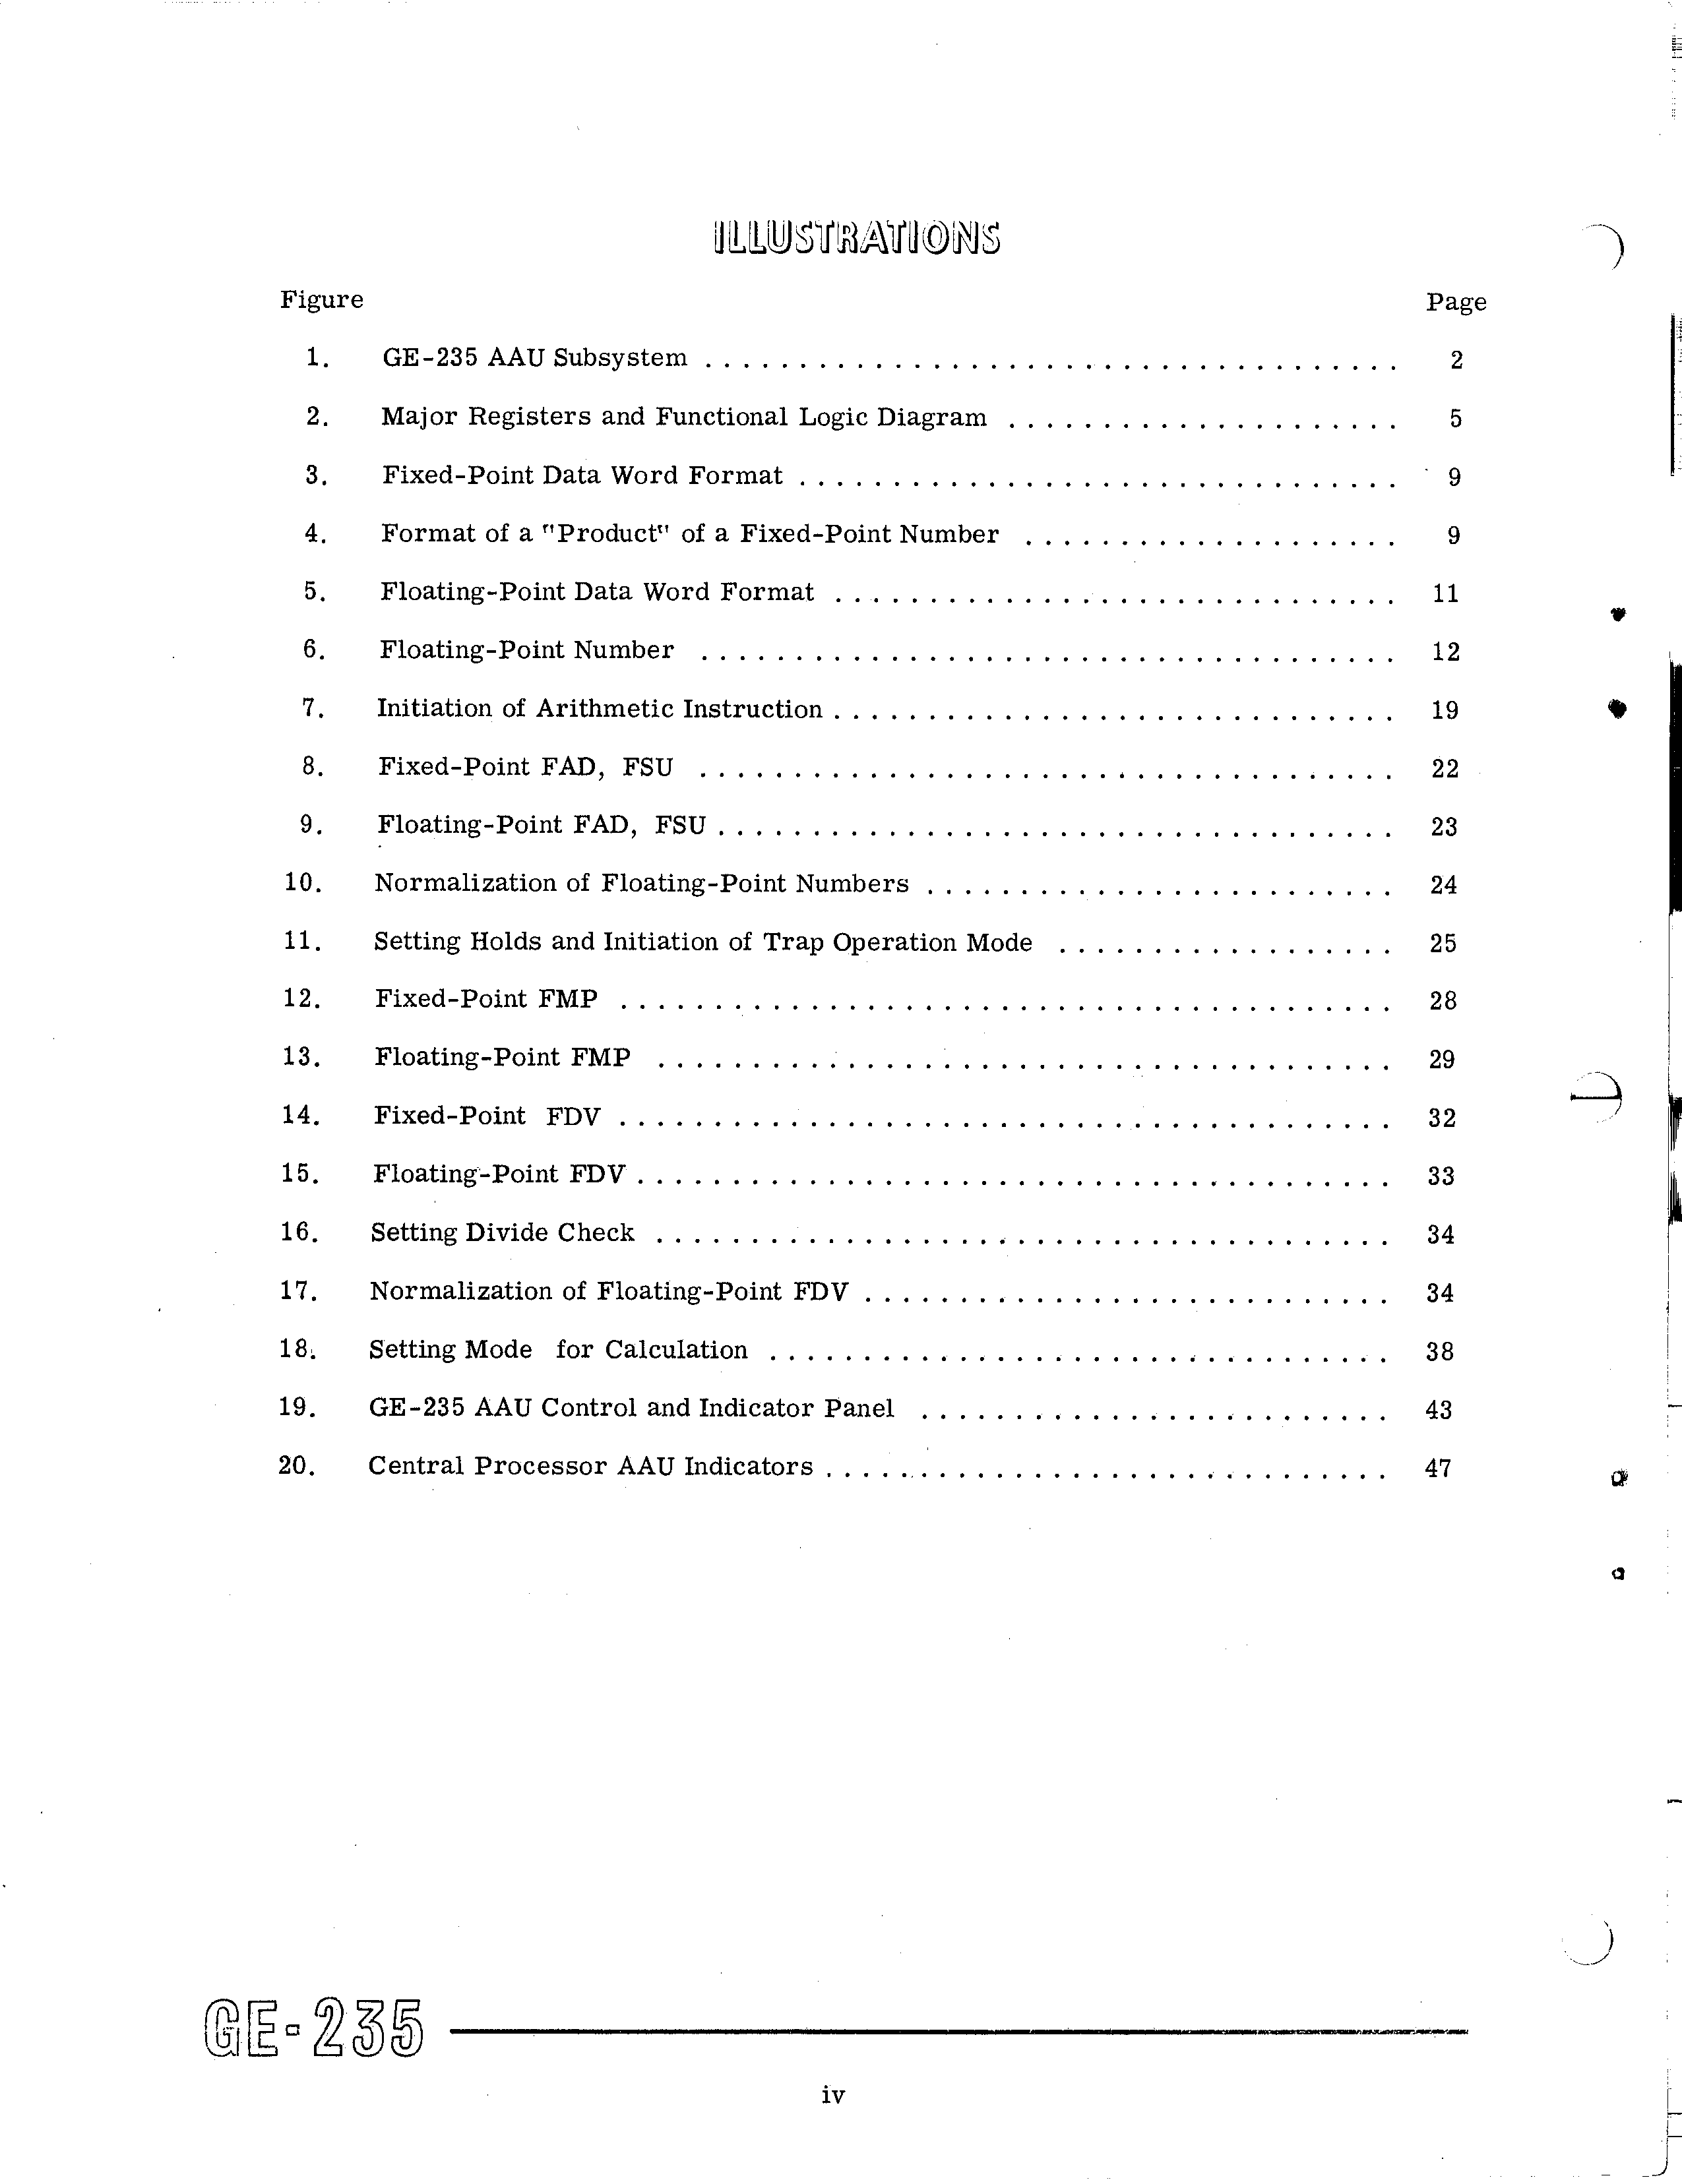 ILLUSTRATIONS
Figure Page
1. GE-235 AAU Subsystem . . . . . . . . . . . . . . . . . . . . . . . . . . . . . . . . . . . . . 2
2. Major Registers and Functional Logic Diagram . . . . . . . . . . . . . . . . . . . . . 5
3. Fixed-Point Data Word Format . . . . . . . . . . . . . . . . . . . . . . . . . . . . . . . . 9
4. Format of a "Product" of a Fixed-Point Number . . . . . . . . . . . . . . . . . . . . 9
5. Floating-Point Data Word Format . . . . . . . . . . . . . . . . . . . . . . . . . . . . . . 11
6. Floating-Point Number . . . . . . . . . . . . . . . . . . . . . . . . . . . . . . . . . . . . . 12
7. Initiation of Arithmetic Instruction . . . . . . . . . . . . . . . . . . . . . . . . . . . . . . 19
8. Fixed-Point FAD, FSU . . . . . . . . . . . . . . . . . . . . . . . . . . . . . . . . . . . . . 22
9. Floating-Point FAD, FSU . . . . . . . . . . . . . . . . . . . . . . . . . . . . . . . . . . . . 23
10. Normalization of Floating-Point Numbers . . . . . . . . . . . . . . . . . . . . . . . . . 24
11. Setting Holds and Initiation of Trap Operation Mode . . . . . . . . . . . . . . . . . . 25
12. Fixed-Point FMP . . . . . . . . . . . . . . . . . . . . . . . . . . . . . . . . . . . . . . . . . 28
13. Floating-Point FMP . . . . . . . . . . . . . . . . . . . . . . . . . . . . . . . . . . . . . . . 29
14. Fixed-Point FDV . . . . . . . . . . . . . . . . . . . . . . . . . . . . . . . . . . . . . . . . . 32
15. Floating-Point FDV . . . . . . . . . . . . . . . . . . . . . . . . . . . . . . . . . . . . . . . . 33
16. Setting Divide Check . . . . . . . . . . . . . . . . . . . . . . . . . . . . . . . . . . . . . . . 34
17. Normalization of Floating-Point FDV . . . . . . . . . . . . . . . . . . . . . . . . . . . . 34
18. Setting Mode for Calculation . . . . . . . . . . . . . . . . . . . . . . . . . . . . . . . . . 38
19. GE-235 AAU Control and Indicator Panel . . . . . . . . . . . . . . . . . . . . . . . . . 43
20. Central Processor AAU Indicators . . . . . . . . . . . . . . . . . . . . . . . . . . . . . . 47
GE-235
iv